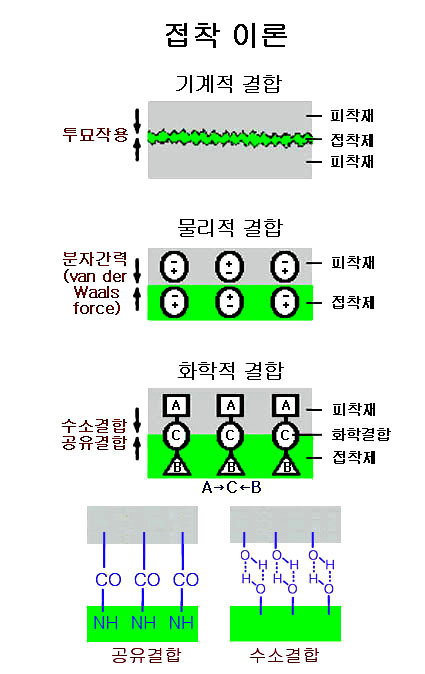 접착 이론
기계적 결합
투묘작용
피착재
접착제
피착재
물리적 결합
분자간력
(van der
Waals
force)
피착재
접착제
− + + − − +
− + + − − +
화학적 결합
수소결합
공유결합
피착재
화학결합
접착제
A A A
C C C
B B B
A→C←B
CO CO CO
NH NH NH
공유결합
O H O H O H
H O H O H O
수소결합